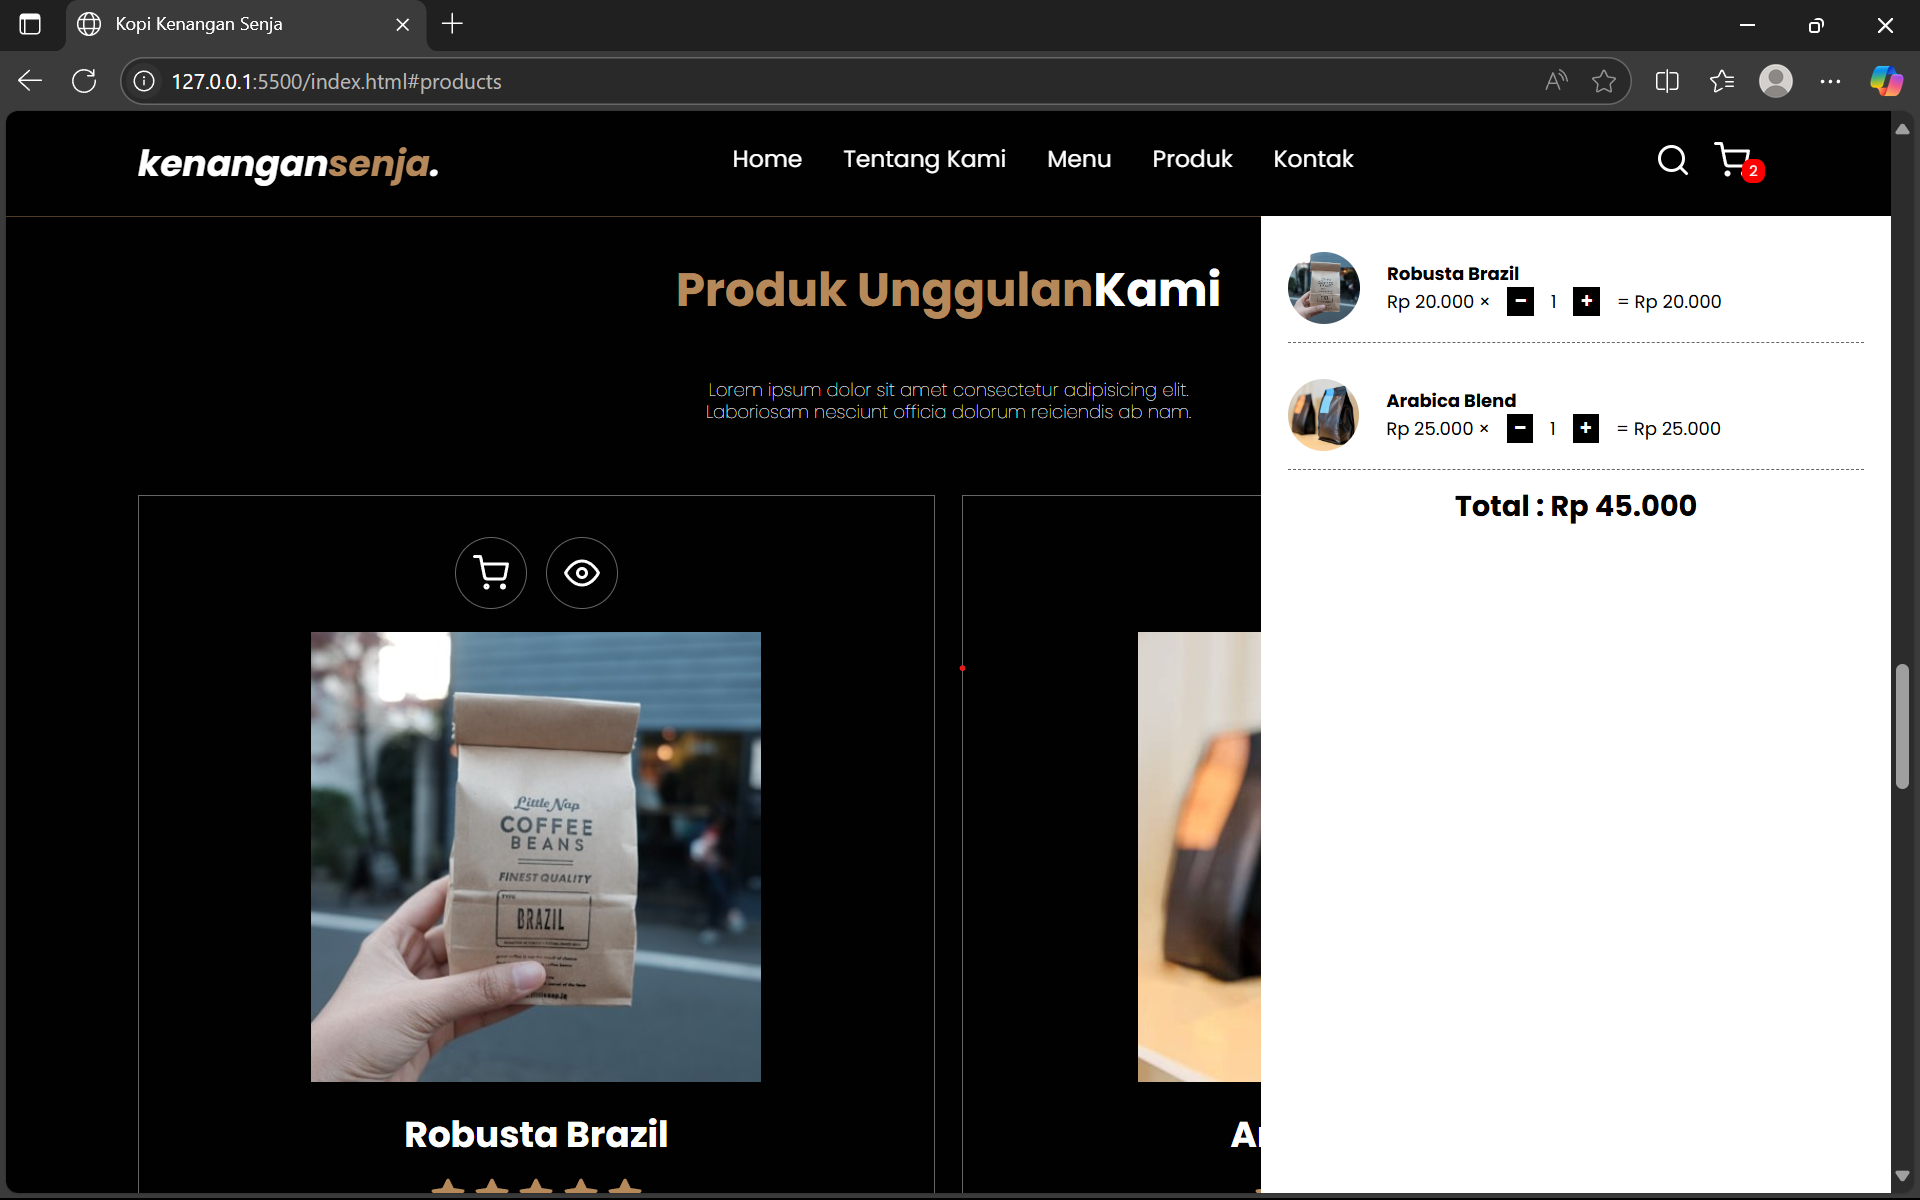 Kopi Kenangan Senja
127.0.0.1:5500/index.html#products
kenangansenja.
Home
Tentang Kami
Menu
Produk
Kontak
2
Produk UnggulanKami
Lorem ipsum dolor sit amet consectetur adipisicing elit.
Laboriosam nesciunt officia dolorum reiciendis ab nam.
Little Nap
COFFEE
BEANS
FINEST QUALITY
TYPE
BRAZIL
Robusta Brazil
Ar
Robusta Brazil
Rp 20.000 × − 1 + = Rp 20.000
Arabica Blend
Rp 25.000 × − 1 + = Rp 25.000
Total : Rp 45.000